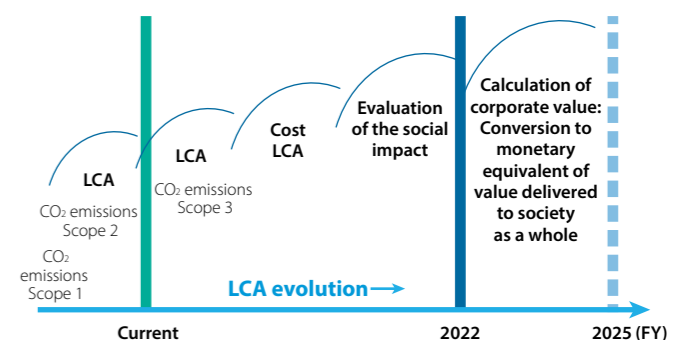 LCA
CO₂ emissions
Scope 2
CO₂
emissions
Scope 1
LCA
CO₂ emissions
Scope 3
Cost
LCA
Evaluation
of the social
impact
Calculation of
corporate value:
Conversion to
monetary
equivalent of
value delivered
to society
as a whole
LCA evolution
Current
2022
2025 (FY)